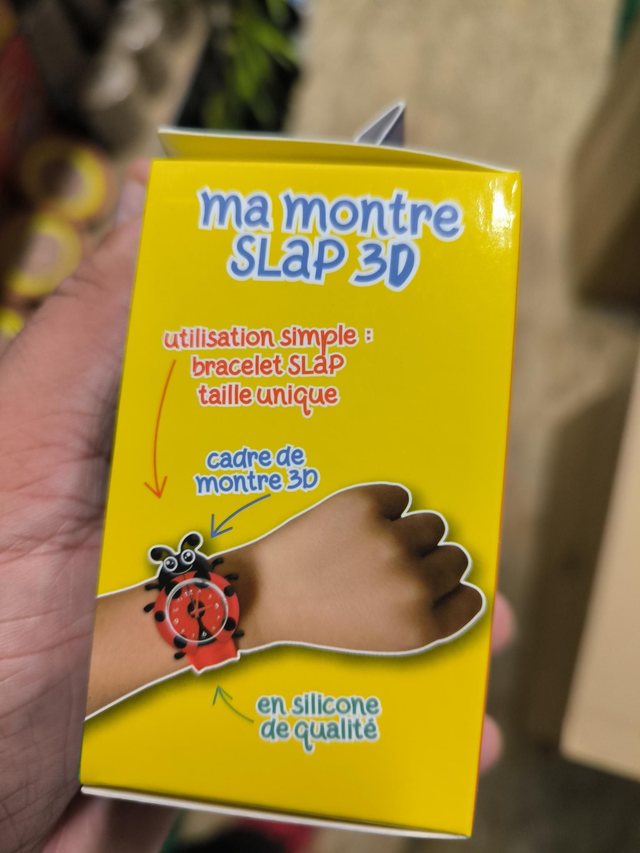 ma montre
SLaP 3D
utilisation simple :
bracelet SLaP
taille unique
cadre de
montre 3D
en silicone
de qualité